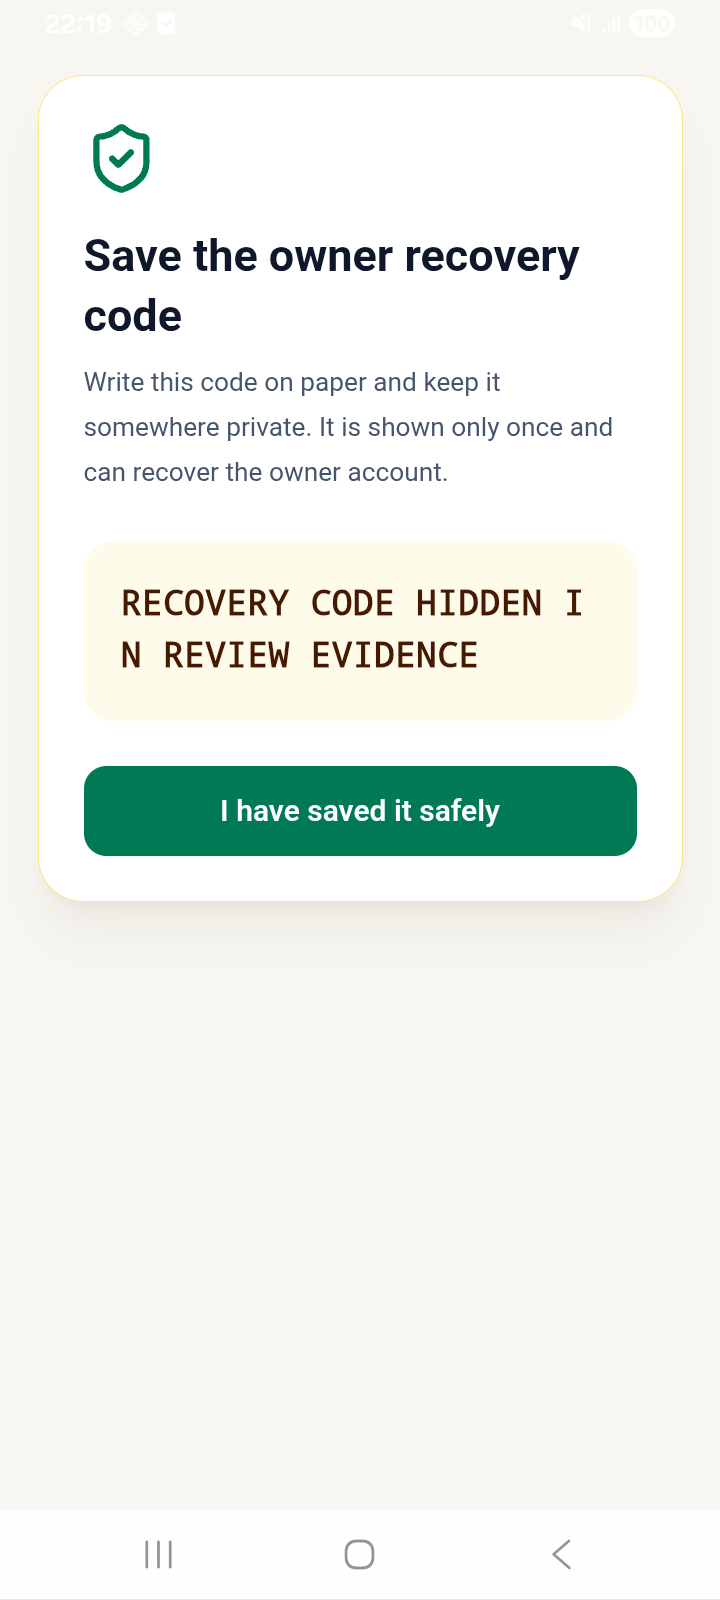 22:19
100
Save the owner recovery
code
Write this code on paper and keep it
somewhere private. It is shown only once and
can recover the owner account.
RECOVERY CODE HIDDEN I
N REVIEW EVIDENCE
I have saved it safely